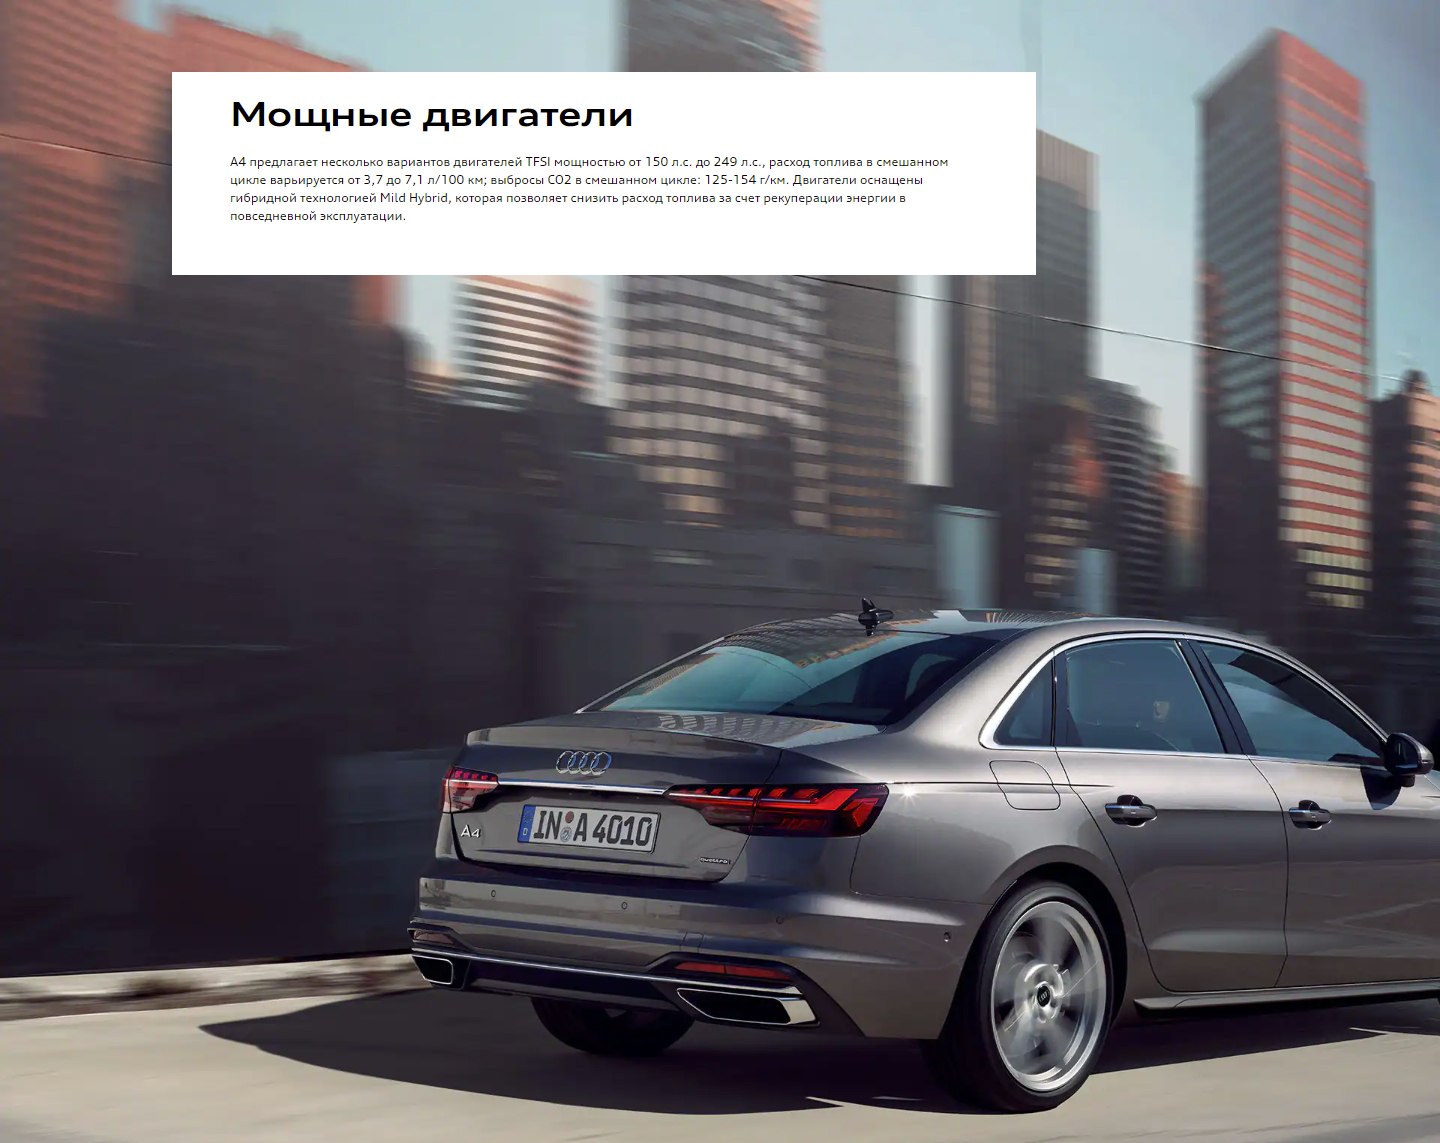 Мощные двигатели
A4 предлагает несколько вариантов двигателей TFSI мощностью от 150 л.с. до 249 л.с., расход топлива в смешанном
цикле варьируется от 3,7 до 7,1 л/100 км; выбросы CO2 в смешанном цикле: 125-154 г/км. Двигатели оснащены
гибридной технологией Mild Hybrid, которая позволяет снизить расход топлива за счет рекуперации энергии в
повседневной эксплуатации.
A4
D IN A 4010
quattro